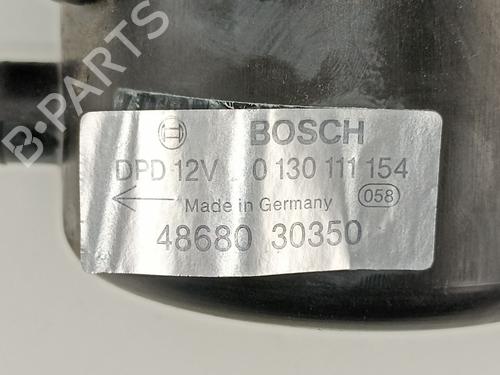 B-PARTS
BOSCH
DPD 12V 0 130 111 154
Made in Germany 058
48680 30350